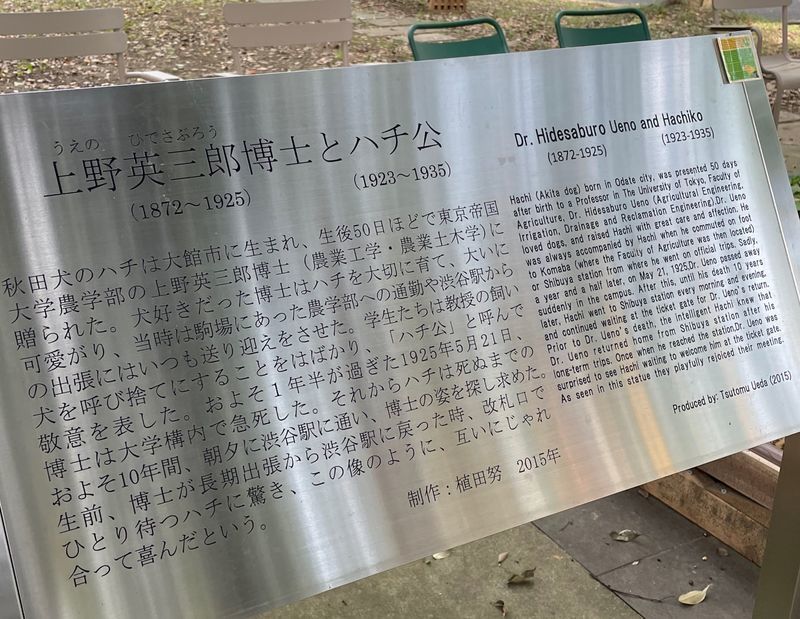 うえの ひでさぶろう
上野英三郎博士とハチ公
(1872～1925) (1923～1935)
秋田犬のハチは大館市に生まれ、生後50日ほどで東京帝国
大学農学部の上野英三郎博士（農業工学・農業土木学)に
贈られた。犬好きだった博士はハチを大切に育て、大いに
可愛がり、当時は駒場にあった農学部への通勤や渋谷駅から
の出張にはいつも送り迎えをさせた。学生たちは教授の飼い
犬を呼び捨てにすることをはばかり、「ハチ公」と呼んで
敬意を表した。およそ１年半が過ぎた1925年5月21日、
博士は大学構内で急死した。それからハチは死ぬまでの
およそ10年間、朝夕に渋谷駅に通い、博士の姿を探し求めた。
生前、博士が長期出張から渋谷駅に戻った時、改札口で
ひとり待つハチに驚き、この像のように、互いにじゃれ
合って喜んだという。
制作：植田努 2015年
Dr. Hidesaburo Ueno and Hachiko
(1872-1925) (1923-1935)
Hachi (Akita dog) born in Odate city, was presented 50 days
after birth to a Professor in The University of Tokyo, Faculty of
Agriculture, Dr. Hidesaburo Ueno (Agricultural Engineering,
Irrigation, Drainage and Reclamation Engineering).Dr. Ueno
loved dogs, and raised Hachi with great care and affection. He
was always accompanied by Hachi when he commuted on foot
to Komaba (where the Faculty of Agriculture was then located)
or Shibuya station from where he went on official trips. Sadly,
a year and a half later, on May 21, 1925,Dr. Ueno passed away
suddenly in the campus. After this, until his death 10 years
later, Hachi went to Shibuya station every morning and evening,
and continued waiting at the ticket gate for Dr. Ueno's return.
Prior to Dr. Ueno's death, the intelligent Hachi knew that
Dr. Ueno returned home from Shibuya station after his
long-term trips. Once when he reached the station,Dr. Ueno was
surprised to see Hachi waiting to welcome him at the ticket gate.
As seen in this statue they playfully rejoiced their meeting.
Produced by: Tsutomu Ueda (2015)